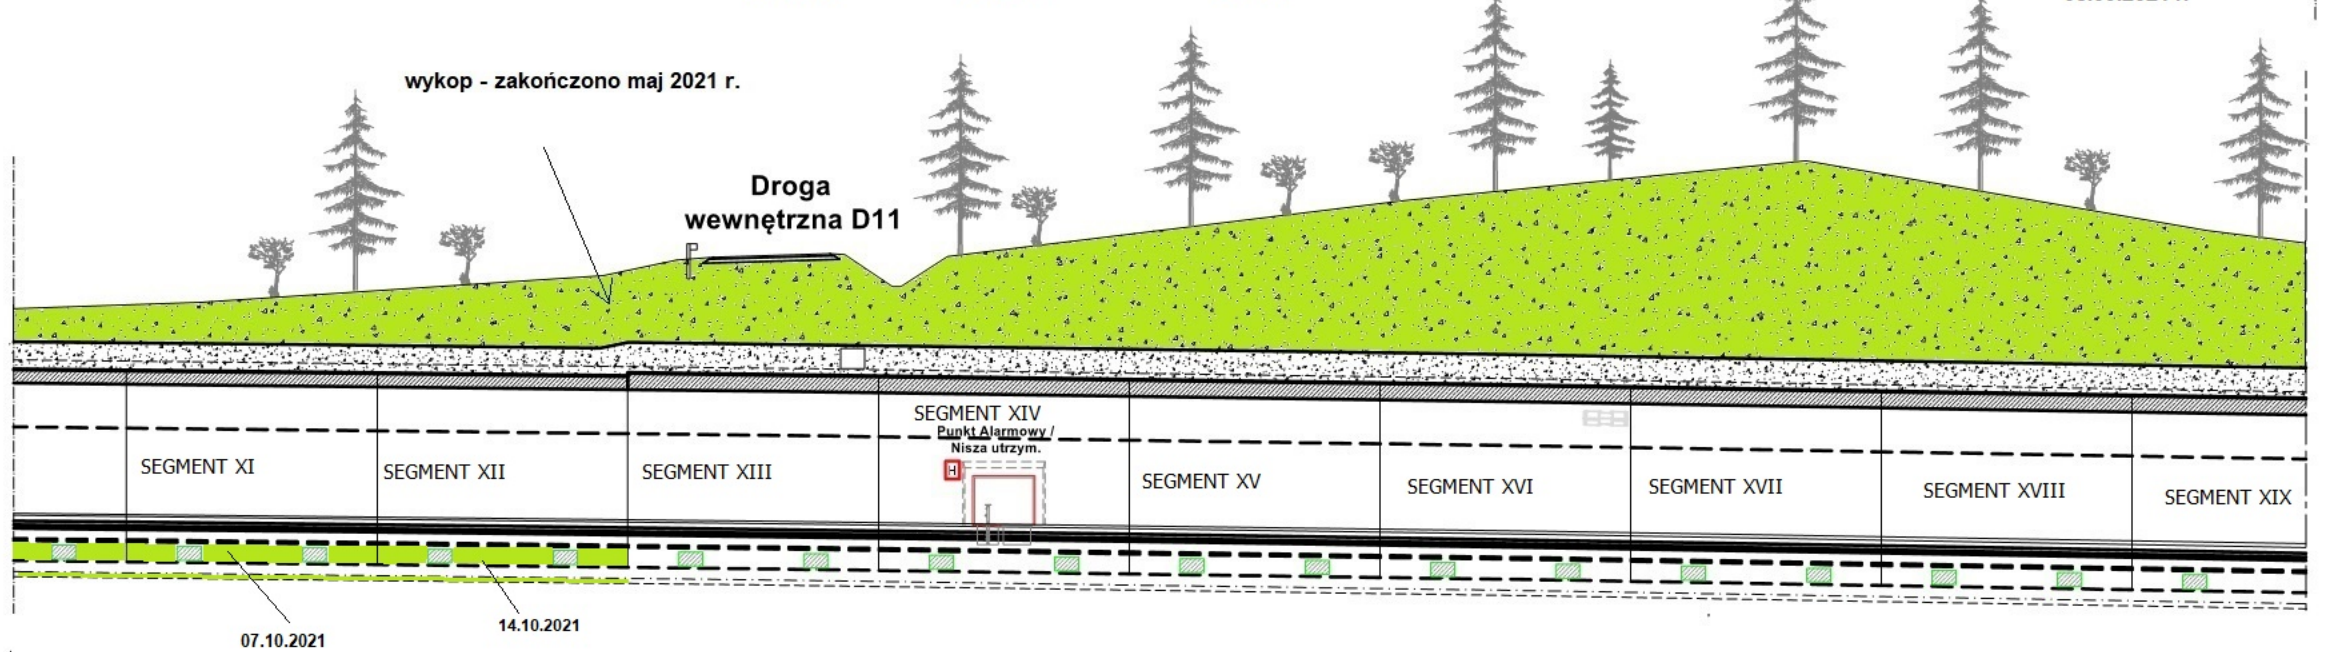 wykop - zakończono maj 2021 r.
Droga
wewnętrzna D11
SEGMENT XI
SEGMENT XII
SEGMENT XIII
SEGMENT XIV
Punkt Alarmowy /
Nisza utrzym.
H
SEGMENT XV
SEGMENT XVI
SEGMENT XVII
SEGMENT XVIII
SEGMENT XIX
07.10.2021
14.10.2021